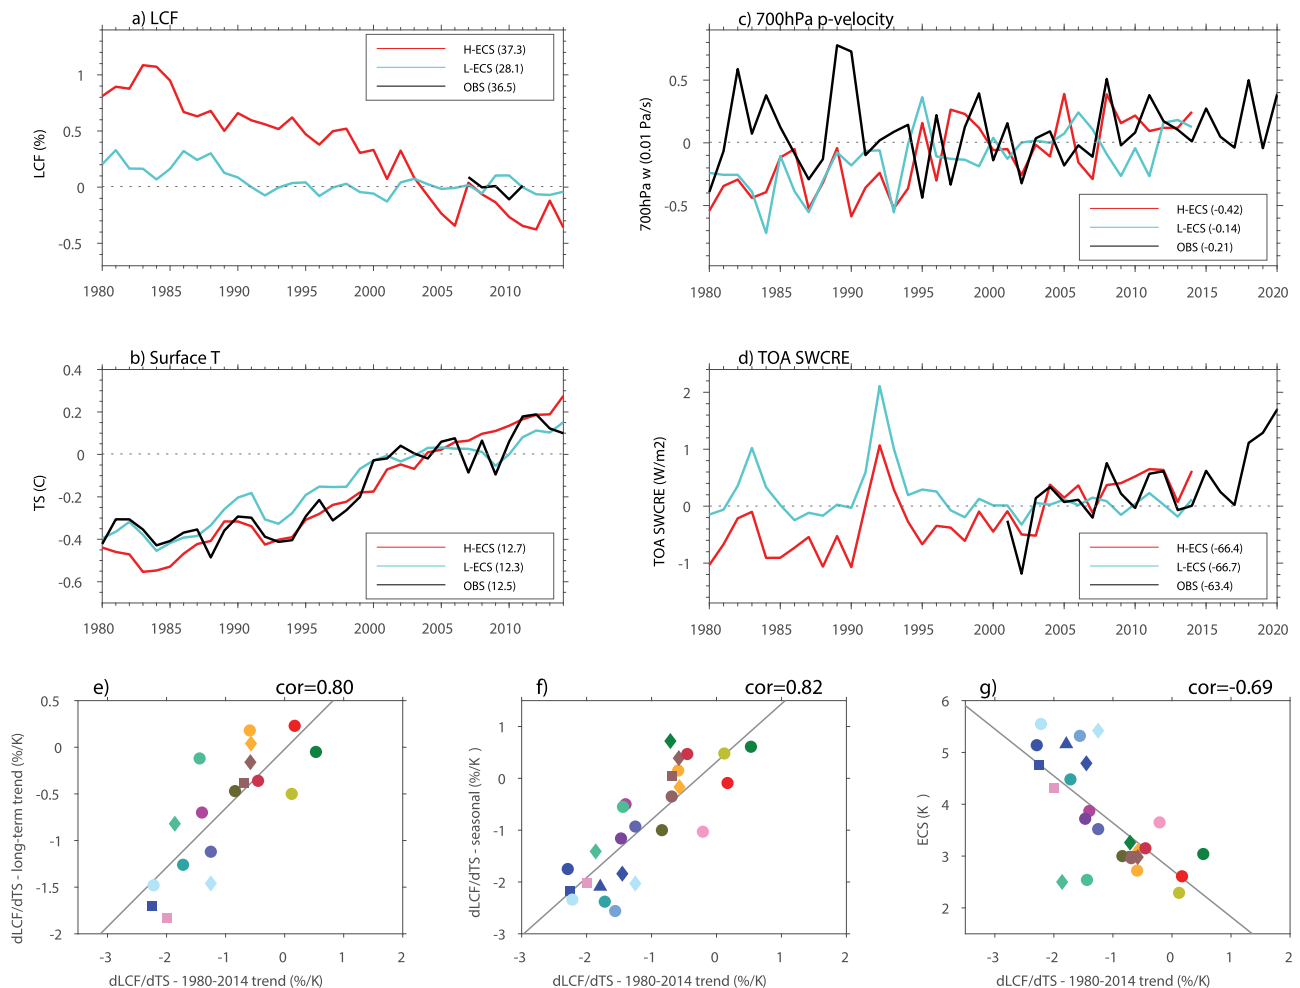 a) LCF
LCF (%)
1
0.5
0
-0.5
H-ECS (37.3)
L-ECS (28.1)
OBS (36.5)
1980 1985 1990 1995 2000 2005 2010
c) 700hPa p-velocity
700hPa w (0.01 Pa/s)
0.5
0
-0.5
H-ECS (-0.42)
L-ECS (-0.14)
OBS (-0.21)
1980 1985 1990 1995 2000 2005 2010 2015 2020
b) Surface T
TS (C)
0.4
0.2
0
-0.2
-0.4
-0.6
H-ECS (12.7)
L-ECS (12.3)
OBS (12.5)
1980 1985 1990 1995 2000 2005 2010
d) TOA SWCRE
TOA SWCRE (W/m2)
2
1
0
-1
H-ECS (-66.4)
L-ECS (-66.7)
OBS (-63.4)
1980 1985 1990 1995 2000 2005 2010 2015 2020
e) cor=0.80
dLCF/dTS - long-term trend (%/K)
0.5
0
-0.5
-1
-1.5
-2
-3 -2 -1 0 1 2
dLCF/dTS - 1980-2014 trend (%/K)
f) cor=0.82
dLCF/dTS - seasonal (%/K )
1
0
-1
-2
-3
-3 -2 -1 0 1 2
dLCF/dTS - 1980-2014 trend (%/K)
g) cor=-0.69
ECS (K )
6
5
4
3
2
-3 -2 -1 0 1 2
dLCF/dTS - 1980-2014 trend (%/K)